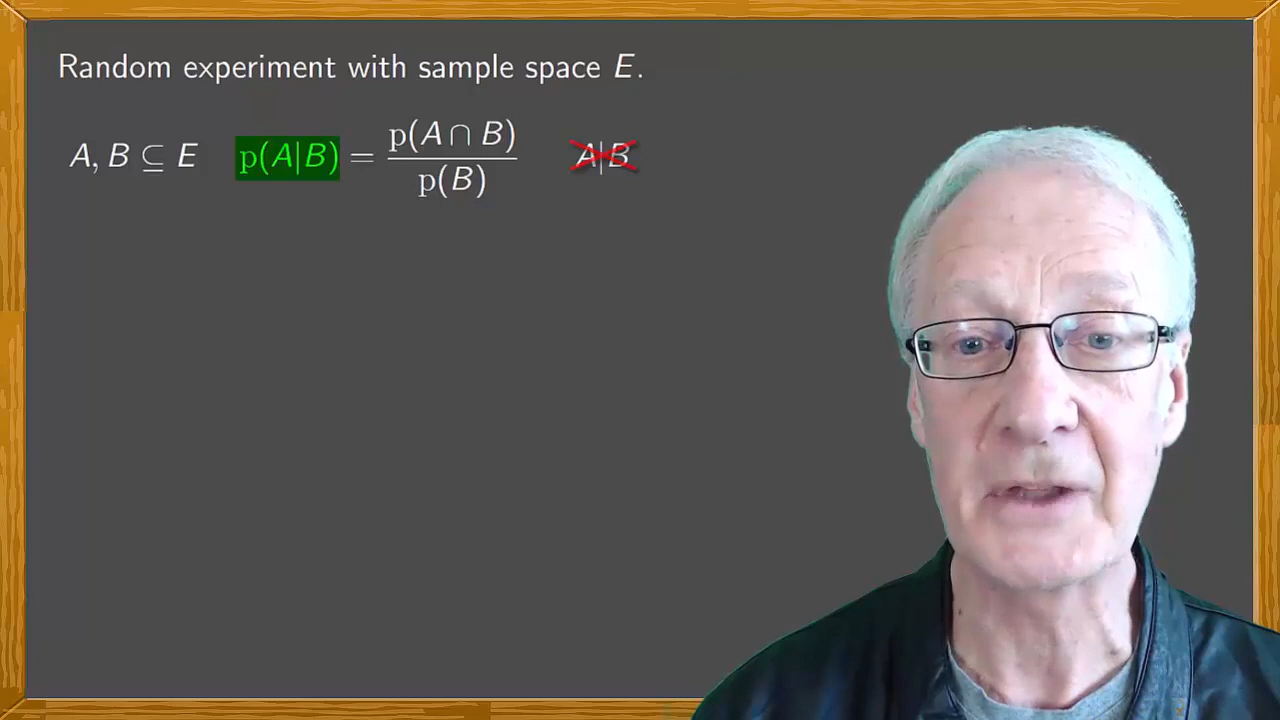 Random experiment with sample space E.
A, B ⊆ E p(A|B) = p(A ∩ B) / p(B) A|B